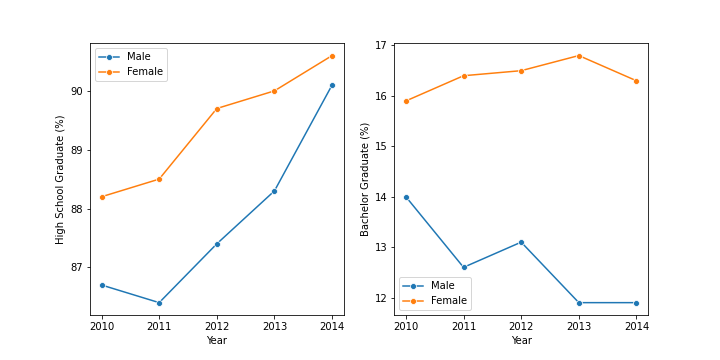 Male
Female
90
89
88
87
High School Graduate (%)
2010 2011 2012 2013 2014
Year
17
16
15
14
13
12
Bachelor Graduate (%)
Male
Female
2010 2011 2012 2013 2014
Year